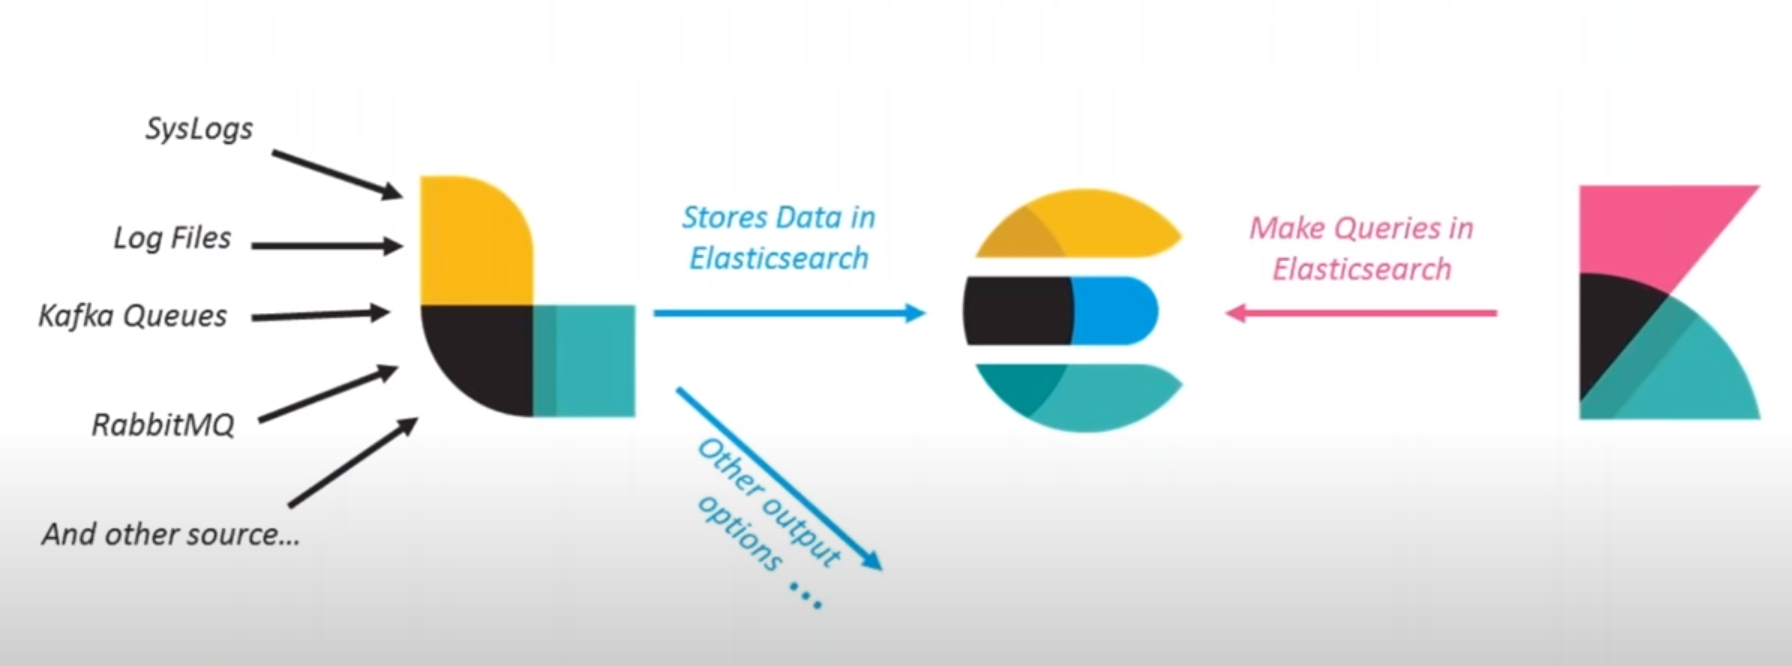 SysLogs
Log Files
Kafka Queues
RabbitMQ
And other source...
Stores Data in
Elasticsearch
Other output
options ...
Make Queries in
Elasticsearch